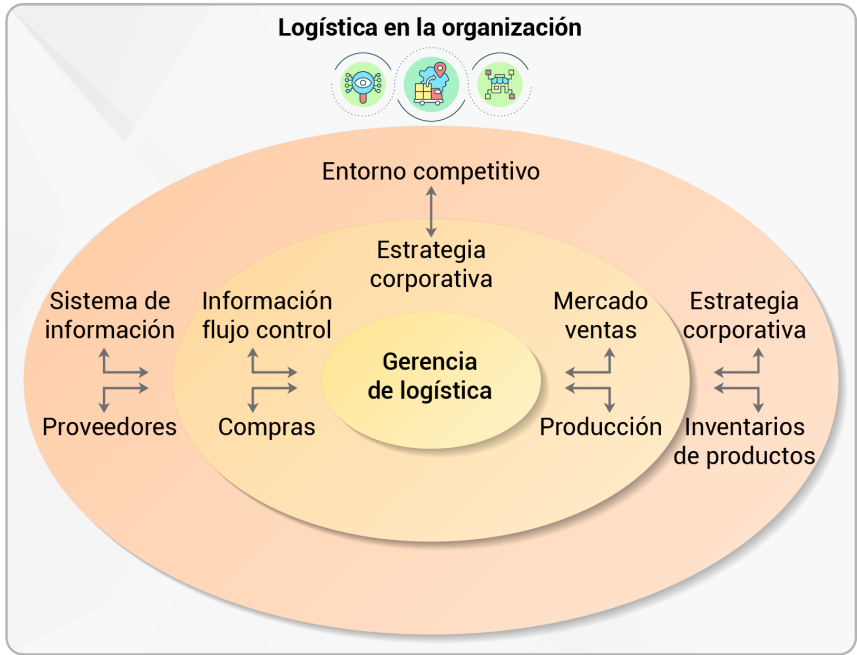 Logística en la organización
Entorno competitivo
Estrategia
corporativa
Sistema de
información
Información
flujo control
Mercado
ventas
Estrategia
corporativa
Gerencia
de logística
Proveedores
Compras
Producción
Inventarios
de productos